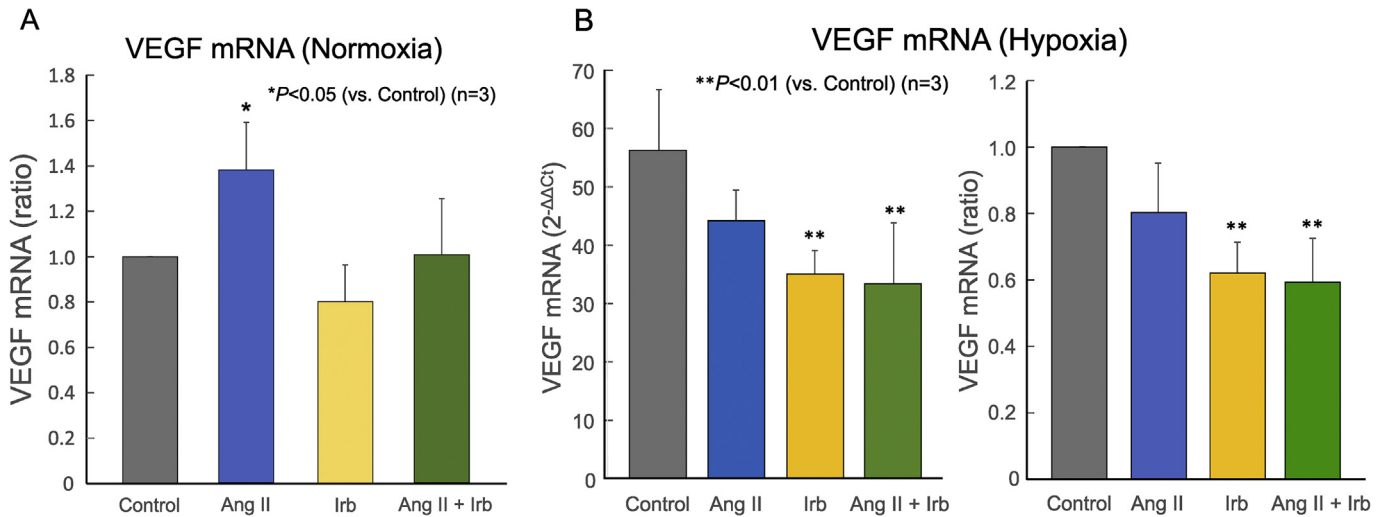 A
VEGF mRNA (Normoxia)
*P<0.05 (vs. Control) (n=3)
VEGF mRNA (ratio)
1.8
1.6
1.4
1.2
1.0
0.8
0.6
0.4
0.2
0
*
Control Ang II Irb Ang II + Irb
B
VEGF mRNA (Hypoxia)
**P<0.01 (vs. Control) (n=3)
VEGF mRNA (2-ΔΔCt)
70
60
50
40
30
20
10
0
**
**
Control Ang II Irb Ang II + Irb
VEGF mRNA (ratio)
1.2
1.0
0.8
0.6
0.4
0.2
0
**
**
Control Ang II Irb Ang II + Irb